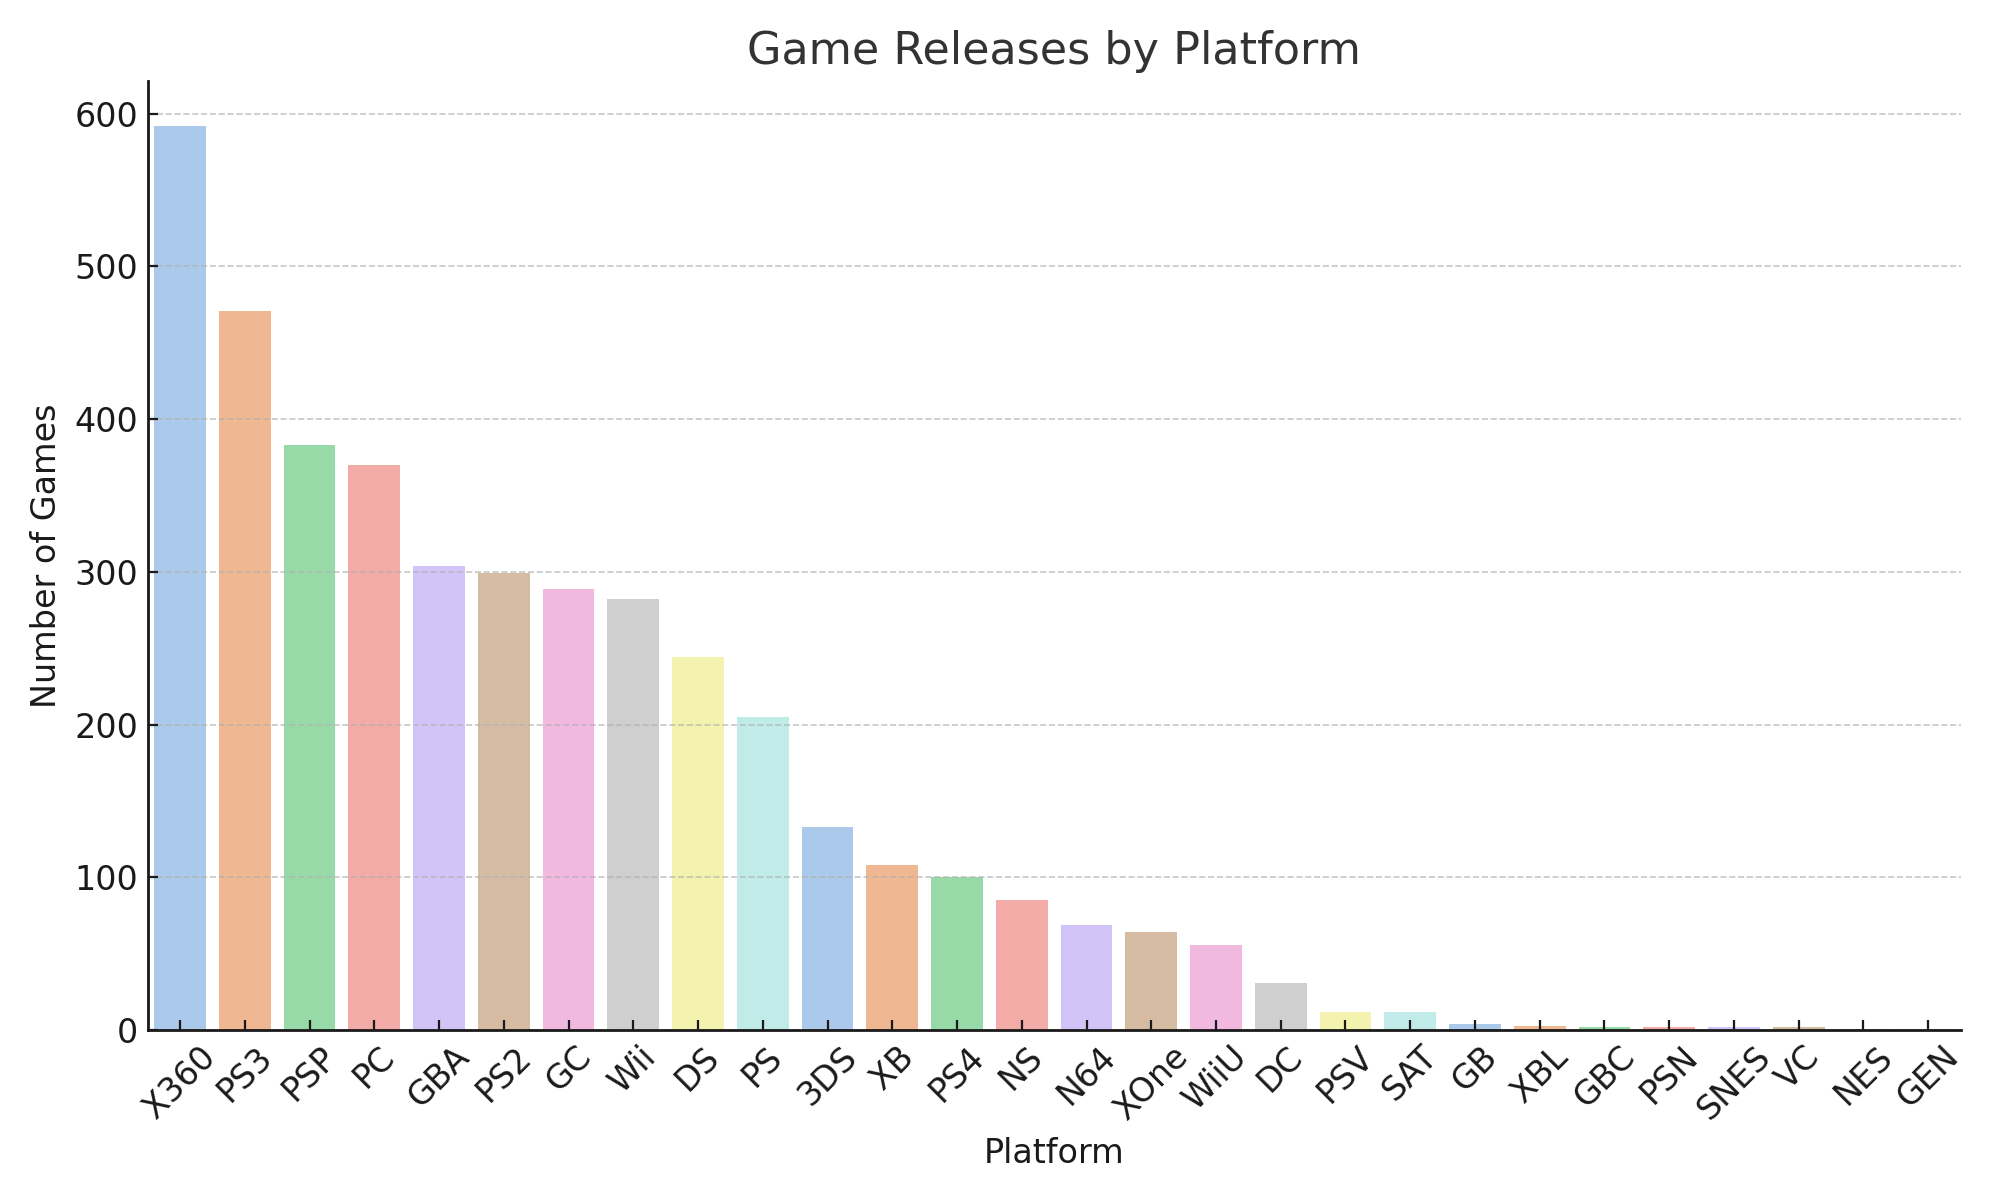 Game Releases by Platform
Number of Games
600
500
400
300
200
100
0
X360 PS3 PSP PC GBA PS2 GC Wii DS PS 3DS XB PS4 NS N64 XOne WiiU DC PSV SAT GB XBL GBC PSN SNES VC NES GEN
Platform